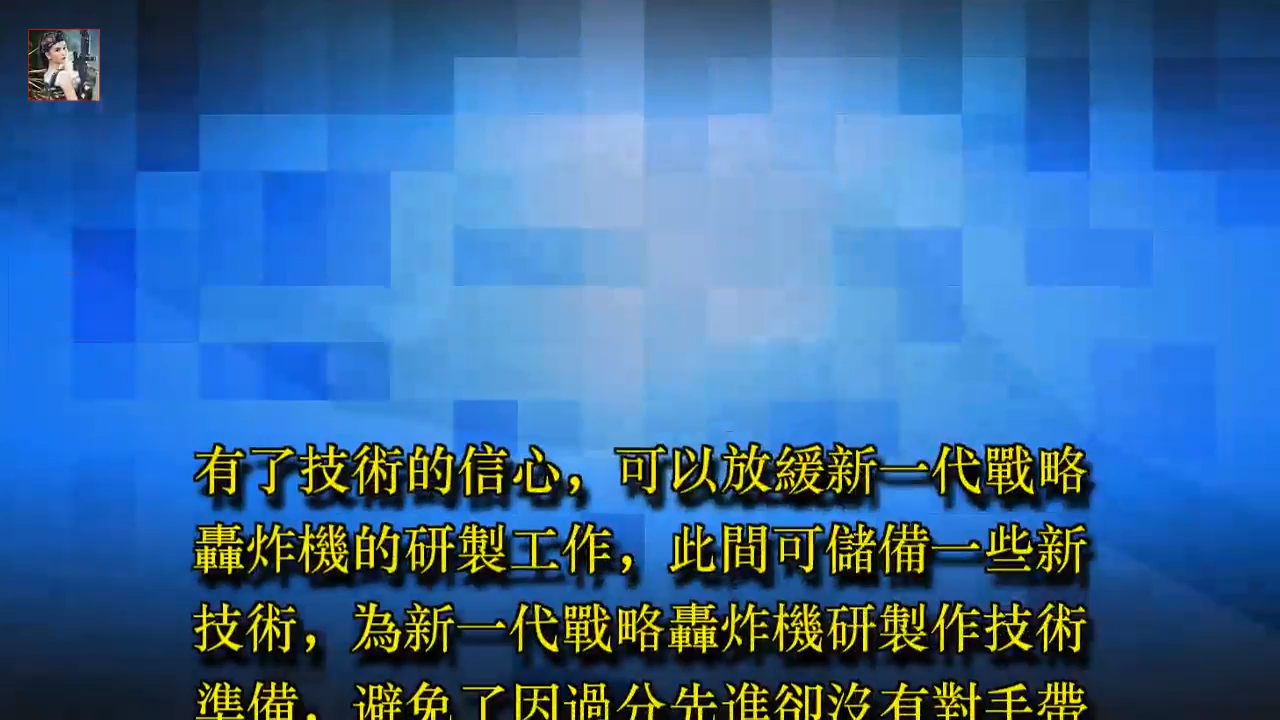 有了技術的信心，可以放緩新一代戰略
轟炸機的研製工作，此間可儲備一些新
技術，為新一代戰略轟炸機研製作技術
準備，避免了因過分先進卻沒有對手帶